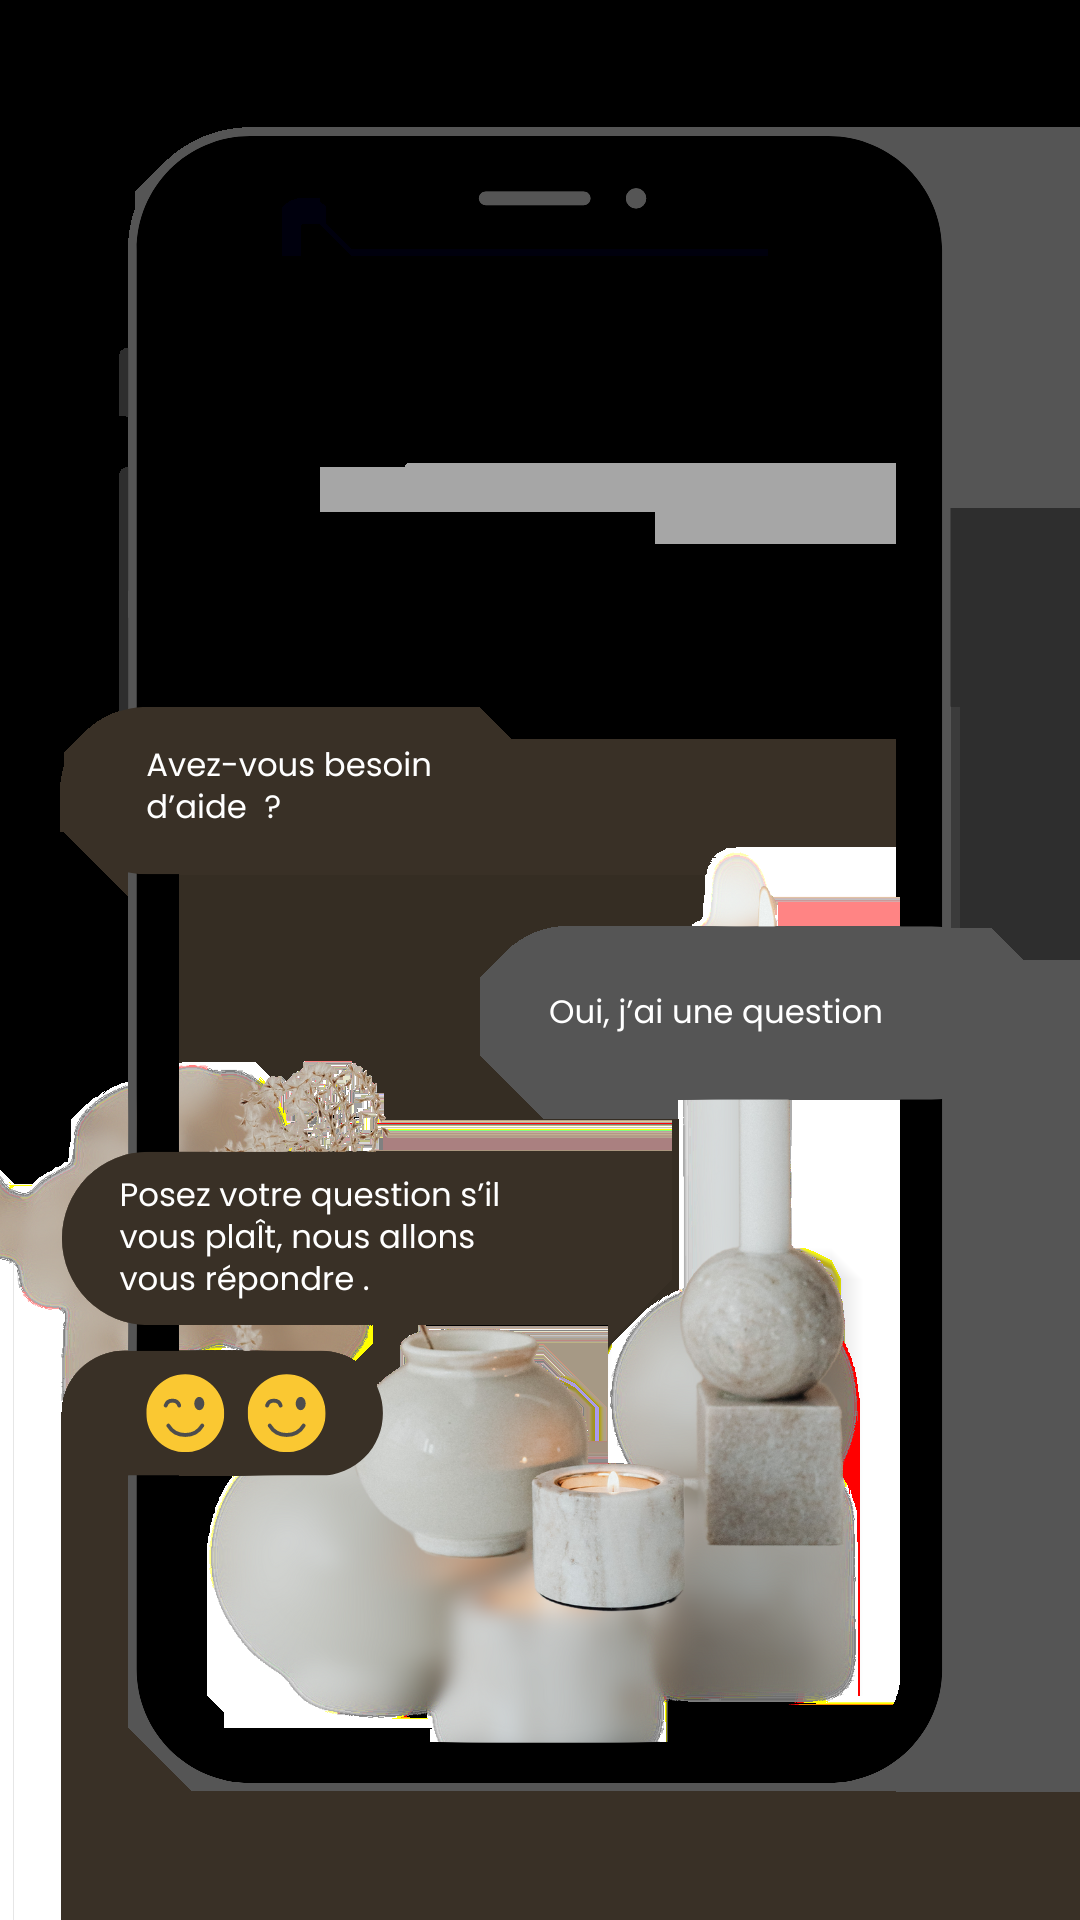 Avez-vous besoin
d’aide  ?
Oui, j’ai une question
Posez votre question s’il
vous plaÎt, nous allons
vous répondre .